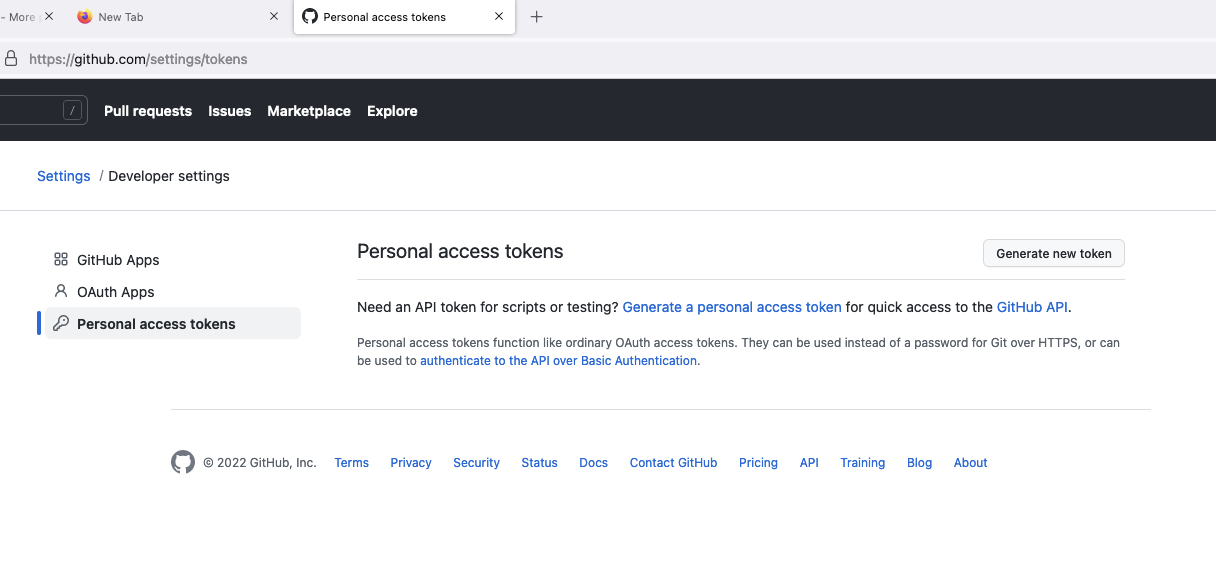 - More
New Tab
Personal access tokens
https://github.com/settings/tokens
/
Pull requests Issues Marketplace Explore
Settings / Developer settings
GitHub Apps
OAuth Apps
Personal access tokens
Personal access tokens
Generate new token
Need an API token for scripts or testing? Generate a personal access token for quick access to the GitHub API.
Personal access tokens function like ordinary OAuth access tokens. They can be used instead of a password for Git over HTTPS, or can
be used to authenticate to the API over Basic Authentication.
© 2022 GitHub, Inc. Terms Privacy Security Status Docs Contact GitHub Pricing API Training Blog About